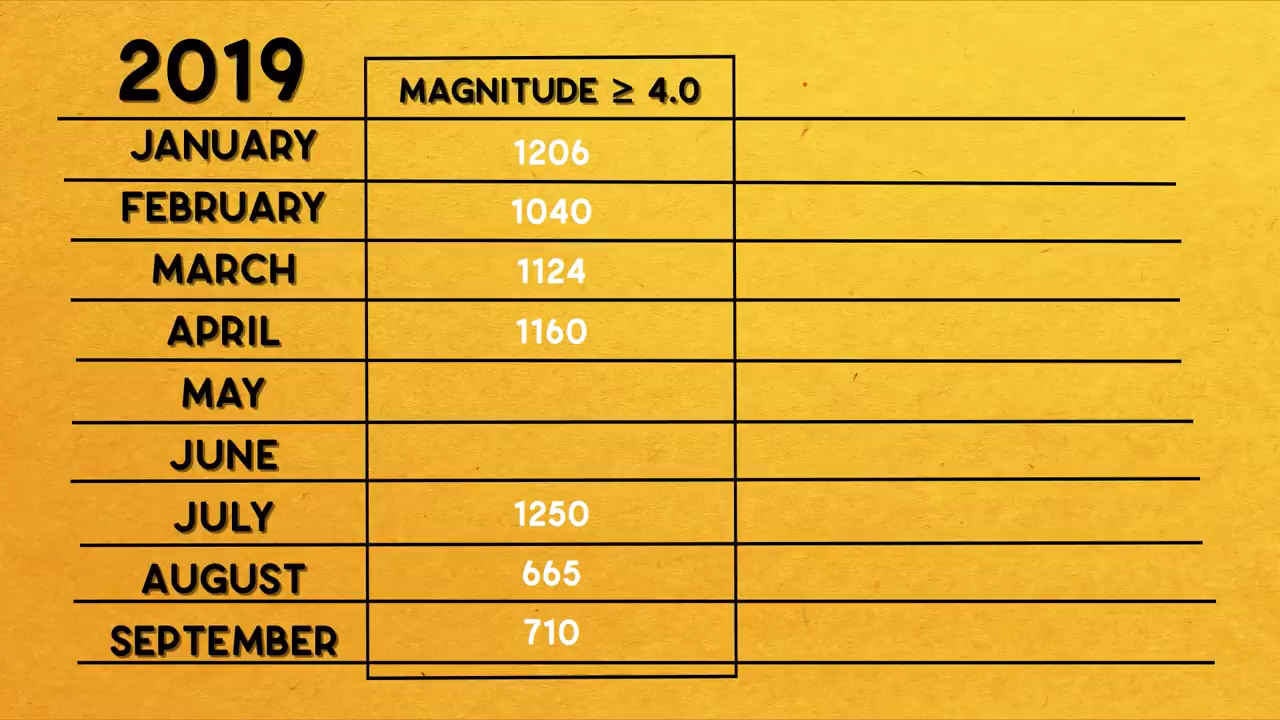 2019 MAGNITUDE ≥ 4.0
JANUARY 1206
FEBRUARY 1040
MARCH 1124
APRIL 1160
MAY
JUNE
JULY 1250
AUGUST 665
SEPTEMBER 710